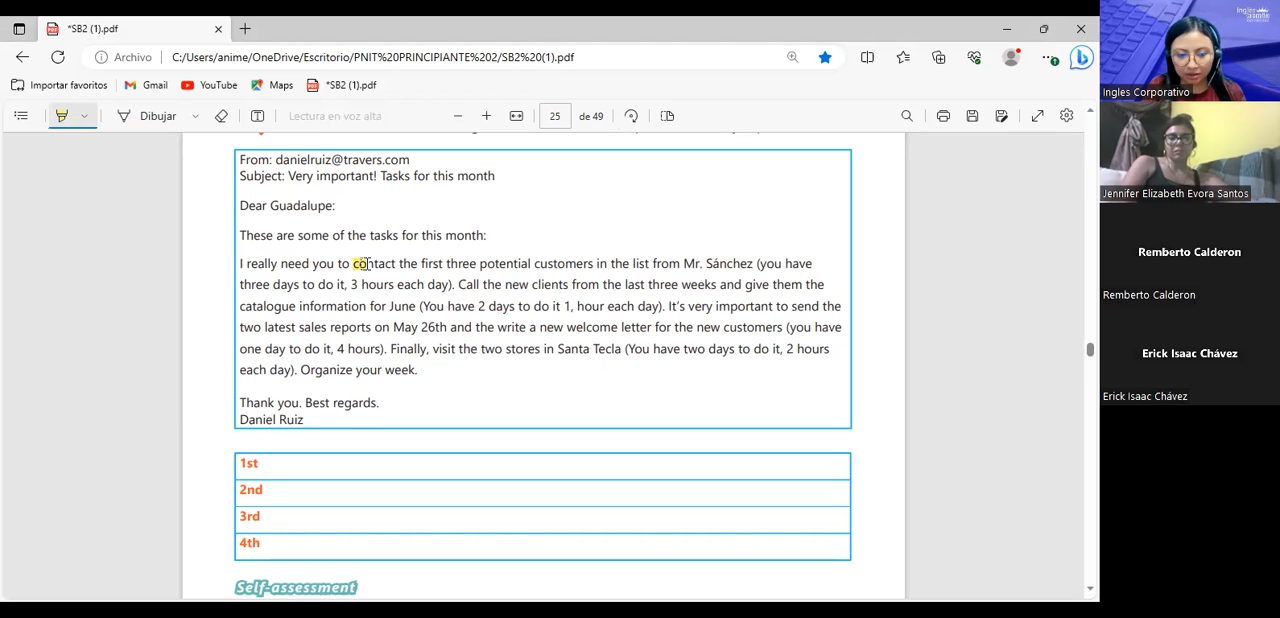 *SB2 (1).pdf
Archivo C:/Users/anime/OneDrive/Escritorio/PNIT%20PRINCIPIANTE%202/SB2%20(1).pdf
Importar favoritos Gmail YouTube Maps *SB2 (1).pdf
Dibujar Lectura en voz alta 25 de 49
From: danielruiz@travers.com
Subject: Very important! Tasks for this month
Dear Guadalupe:
These are some of the tasks for this month:
I really need you to contact the first three potential customers in the list from Mr. Sánchez (you have
three days to do it, 3 hours each day). Call the new clients from the last three weeks and give them the
catalogue information for June (You have 2 days to do it 1, hour each day). It's very important to send the
two latest sales reports on May 26th and the write a new welcome letter for the new customers (you have
one day to do it, 4 hours). Finally, visit the two stores in Santa Tecla (You have two days to do it, 2 hours
each day). Organize your week.
Thank you. Best regards.
Daniel Ruiz
1st
2nd
3rd
4th
Self-assessment
Ingles Corporativo
Jennifer Elizabeth Evora Santos
Remberto Calderon
Remberto Calderon
Erick Isaac Chávez
Erick Isaac Chávez